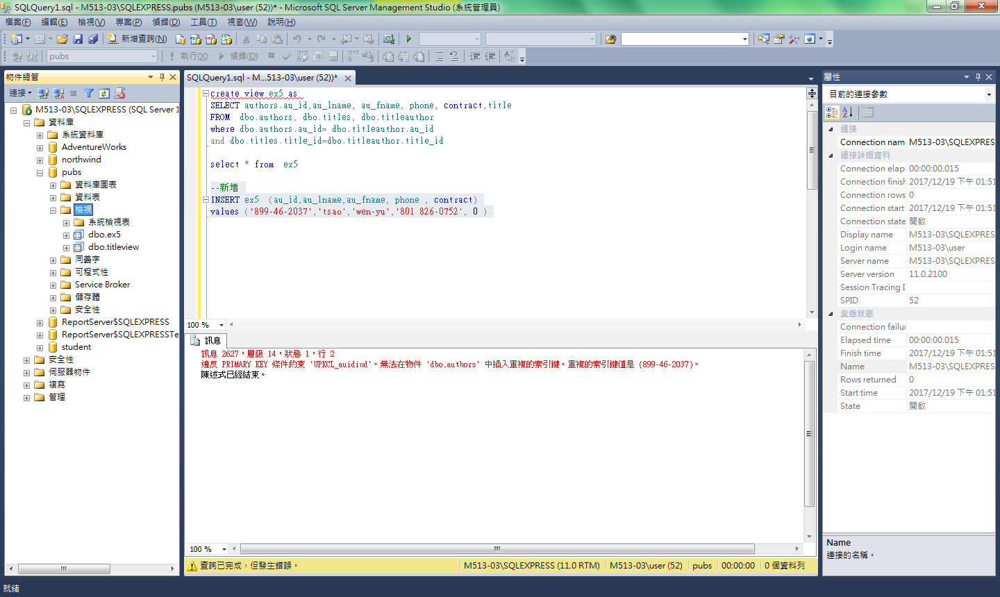 SQLQuery1.sql - M513-03\SQLEXPRESS.pubs (M513-03\user (52))* - Microsoft SQL Server Management Studio (系統管理員)
檔案(F) 編輯(E) 檢視(V) 專案(P) 偵錯(D) 工具(T) 視窗(W) 說明(H)
新增查詢(N)
pubs
執行(X) 偵錯(D)
物件總管
連接
M513-03\SQLEXPRESS (SQL Server 1
資料庫
系統資料庫
AdventureWorks
northwind
pubs
資料庫圖表
資料表
檢視
系統檢視表
dbo.ex5
dbo.titleview
同義字
可程式性
Service Broker
儲存體
安全性
ReportServer$SQLEXPRESS
ReportServer$SQLEXPRESSTe
student
安全性
伺服器物件
複寫
管理
SQLQuery1.sql - M...513-03\user (52))*
create view ex5 as
SELECT authors.au_id,au_lname, au_fname, phone, contract,title
FROM  dbo.authors, dbo.titles, dbo.titleauthor
where dbo.authors.au_id= dbo.titleauthor.au_id
and dbo.titles.title_id=dbo.titleauthor.title_id
select * from  ex5
--新增
INSERT ex5  (au_id,au_lname,au_fname, phone , contract)
values ('899-46-2037','tsao','wen-yu','801 826-0752', 0 )
100 %
訊息
訊息 2627，層級 14，狀態 1，行 2
違反 PRIMARY KEY 條件約束 'UPKCL_auidind'。無法在物件 'dbo.authors' 中插入重複的索引鍵。重複的索引鍵值是 (899-46-2037)。
陳述式已經結束。
100 %
查詢已完成，但發生錯誤。
M513-03\SQLEXPRESS (11.0 RTM) M513-03\user (52) pubs 00:00:00 0 個資料列
屬性
目前的連接參數
連接
Connection nam M513-03\SQLEXPRES
連接詳細資料
Connection elap 00:00:00.015
Connection finish 2017/12/19 下午 01:51
Connection rows 0
Connection start 2017/12/19 下午 01:51
Connection state 開啟
Display name M513-03\SQLEXPRES
Login name M513-03\user
Server name M513-03\SQLEXPRES
Server version 11.0.2100
Session Tracing I
SPID 52
彙總狀態
Connection failur
Elapsed time 00:00:00.015
Finish time 2017/12/19 下午 01:51
Name M513-03\SQLEXPRES
Rows returned 0
Start time 2017/12/19 下午 01:51
State 開啟
Name
連接的名稱。
就緒